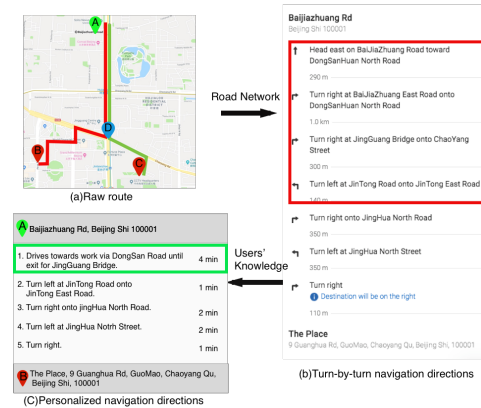 A
D
B
C
(a)Raw route
Road Network
Baijiazhuang Rd
Beijing Shi 100001
Head east on BaiJiaZhuang Road toward
DongSanHuan North Road
290 m
Turn right at BaiJiaZhuang East Road onto
DongSanHuan North Road
1.0 km
Turn right at JingGuang Bridge onto ChaoYang
Street
300 m
Turn left at JinTong Road onto JinTong East Road
140 m
Turn right onto JingHua North Road
350 m
Turn left at JingHua North Street
350 m
Turn right
Destination will be on the right
110 m
The Place
9 Guanghua Rd, GuoMao, Chaoyang Qu, Beijing Shi, 100001
(b)Turn-by-turn navigation directions
Users'
Knowledge
A Baijiazhuang Rd, Beijing Shi 100001
1. Drives towards work via DongSan Road until
exit for JingGuang Bridge.
4 min
2. Turn left at JinTong Road onto
JinTong East Road.
1 min
3. Turn right onto jingHua North Road.
2 min
4. Turn left at JingHua Notrh Street.
2 min
5. Turn right.
1 min
B The Place, 9 Guanghua Rd, GuoMao, Chaoyang Qu,
Beijing Shi, 100001
(C)Personalized navigation directions